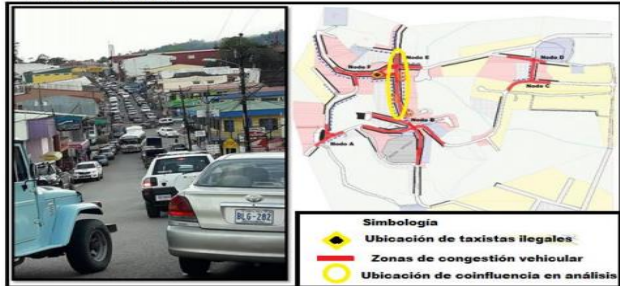 BLG-202
Nodo E
Nodo F
Nodo D
Nodo C
Nodo B
Nodo A
Simbología
Ubicación de taxistas ilegales
Zonas de congestión vehicular
Ubicación de coinfluencia en análisis